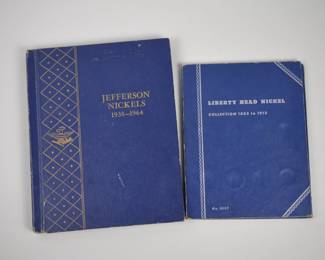 JEFFERSON
NICKELS
1938-1964
LIBERTY HEAD NICKEL
COLLECTION 1883 to 1912